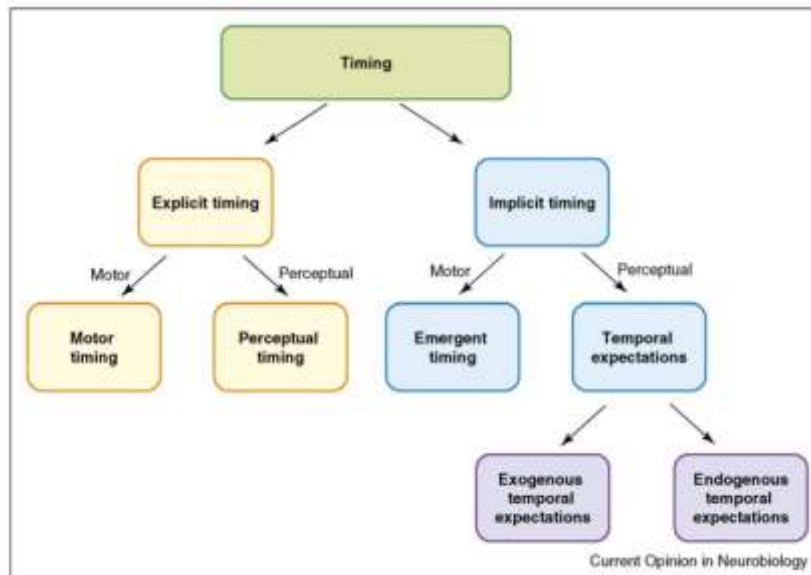 Timing
Explicit timing
Implicit timing
Motor
Perceptual
Motor
Perceptual
Motor
timing
Perceptual
timing
Emergent
timing
Temporal
expectations
Exogenous
temporal
expectations
Endogenous
temporal
expectations
Current Opinion in Neurobiology